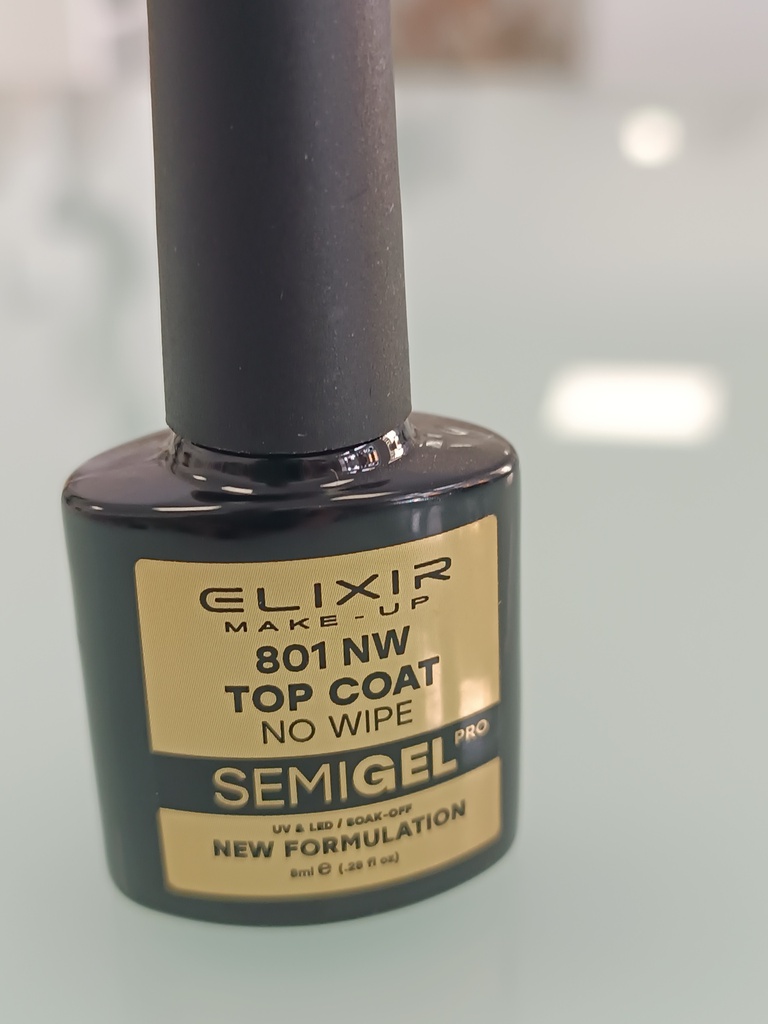 ELIXIR
MAKE-UP
801 NW
TOP COAT
NO WIPE
SEMIGEL PRO
UV & LED / SOAK-OFF
NEW FORMULATION
8ml e (.28 fl oz)